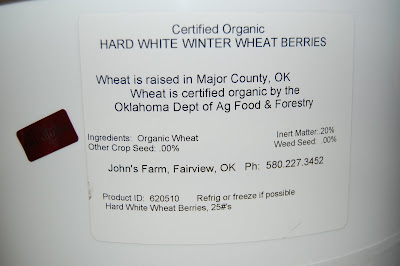 Certified Organic
HARD WHITE WINTER WHEAT BERRIES
Wheat is raised in Major County, OK
Wheat is certified organic by the
Oklahoma Dept of Ag Food & Forestry
Ingredients: Organic Wheat
Inert Matter: .20%
Other Crop Seed: .00%
Weed Seed: .00%
John's Farm, Fairview, OK Ph: 580.227.3452
Product ID: 620510 Refrig or freeze if possible
Hard White Wheat Berries, 25#'s